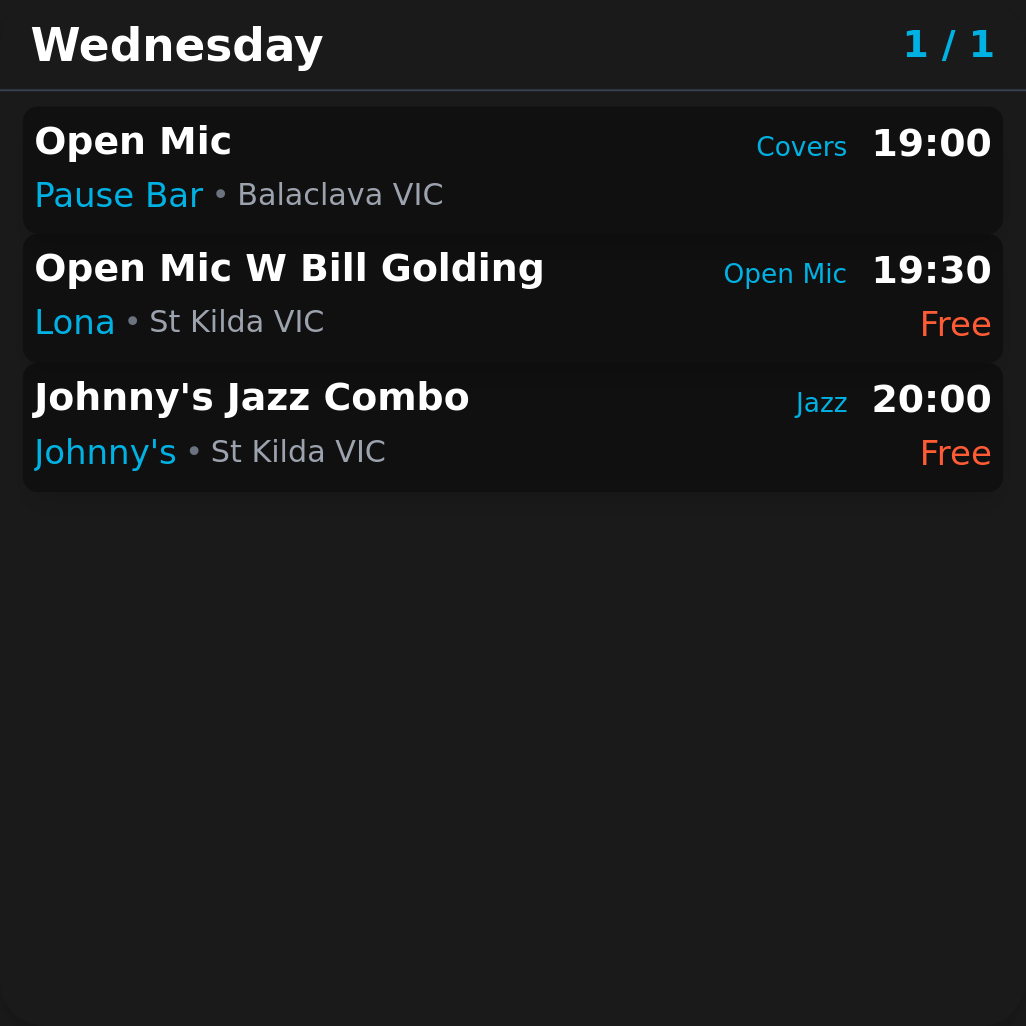 Wednesday 1 / 1
Open Mic Covers 19:00
Pause Bar • Balaclava VIC
Open Mic W Bill Golding Open Mic 19:30
Lona • St Kilda VIC Free
Johnny's Jazz Combo Jazz 20:00
Johnny's • St Kilda VIC Free